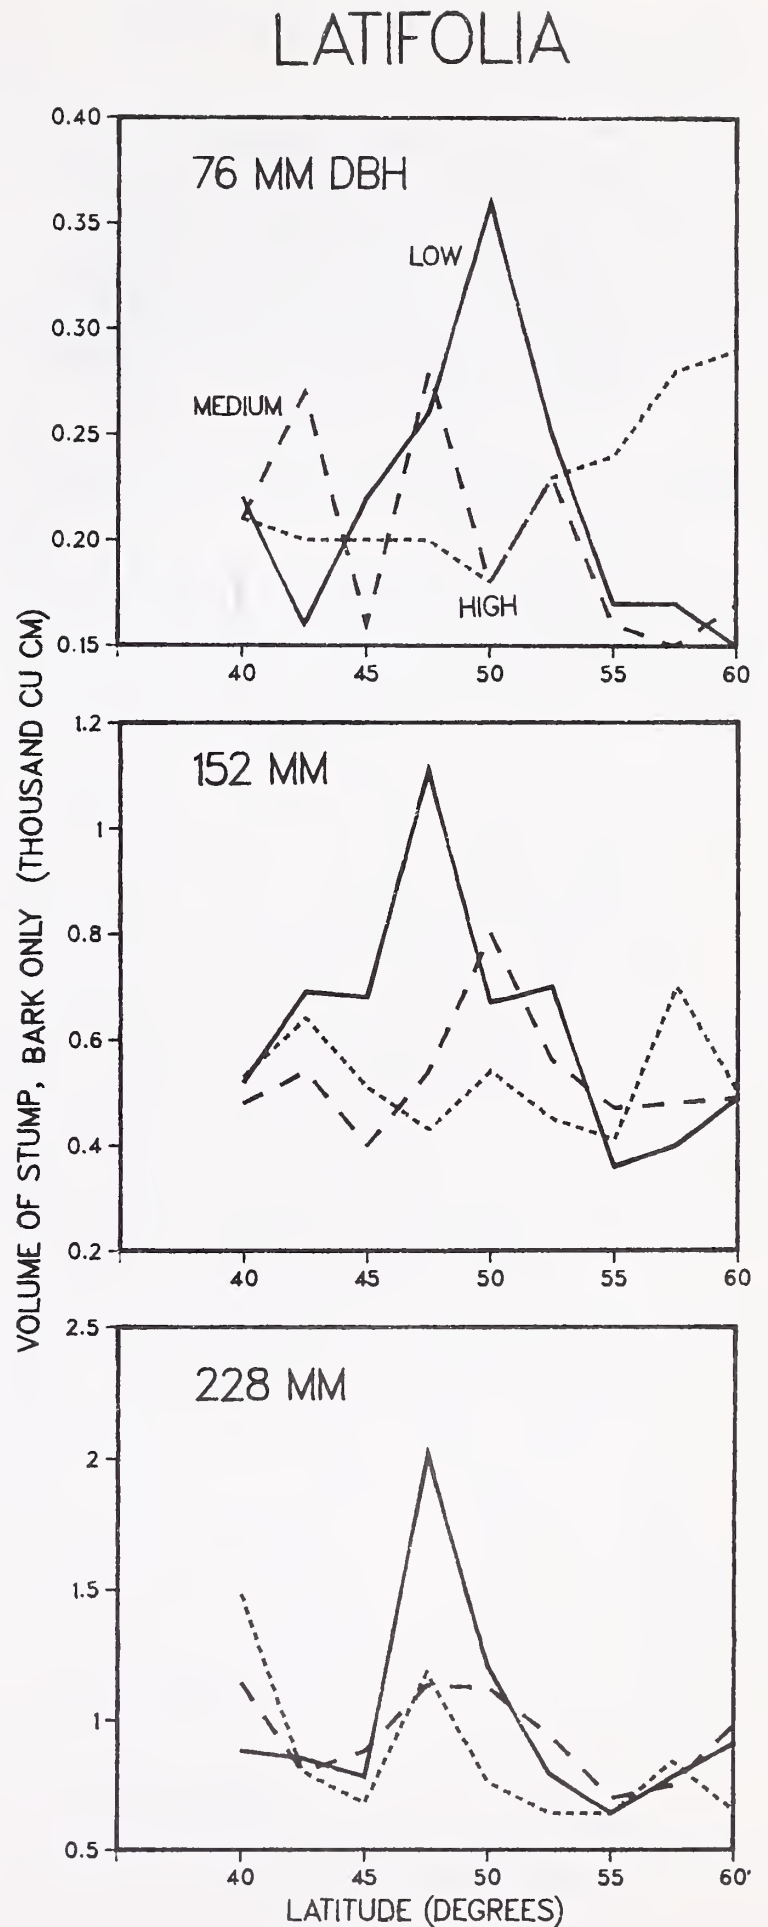 LATIFOLIA
0.40
76 MM DBH
0.35
LOW
0.30
MEDIUM
0.25
0.20
HIGH
0.15
40 45 50 55 60
VOLUME OF STUMP, BARK ONLY (THOUSAND CU CM)
1.2
152 MM
1
0.8
0.6
0.4
0.2
40 45 50 55 60
2.5
228 MM
2
1.5
1
0.5
40 45 50 55 60
LATITUDE (DEGREES)